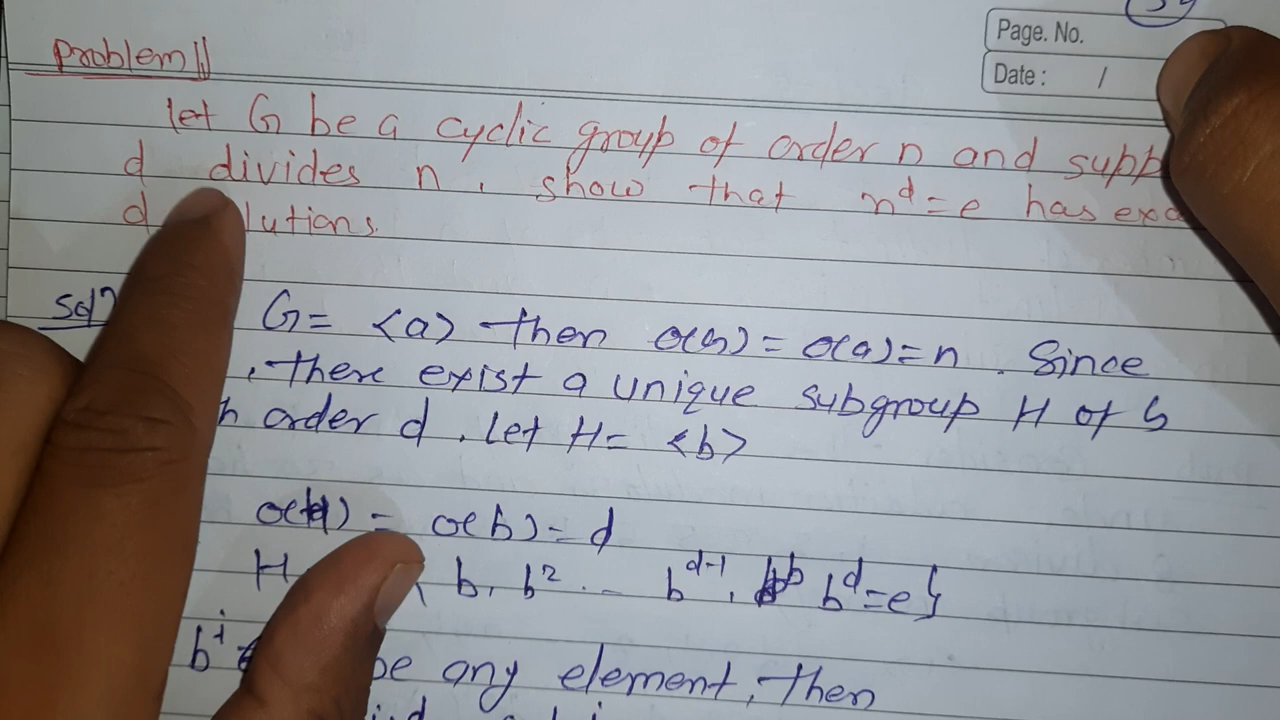 Page. No.
Date: /
Problem
let G be a cyclic group of order n and supp
d divides n. show that x^d = e has exa
d lutions.
Sol?
G = <a> then o(G) = o(a) = n. Since
, there exist a unique subgroup H of G
h order d. Let H = <b>
o(H) = o(b) = d
H b, b² .. b^d-1, b^d = e}
b^i be any element, then